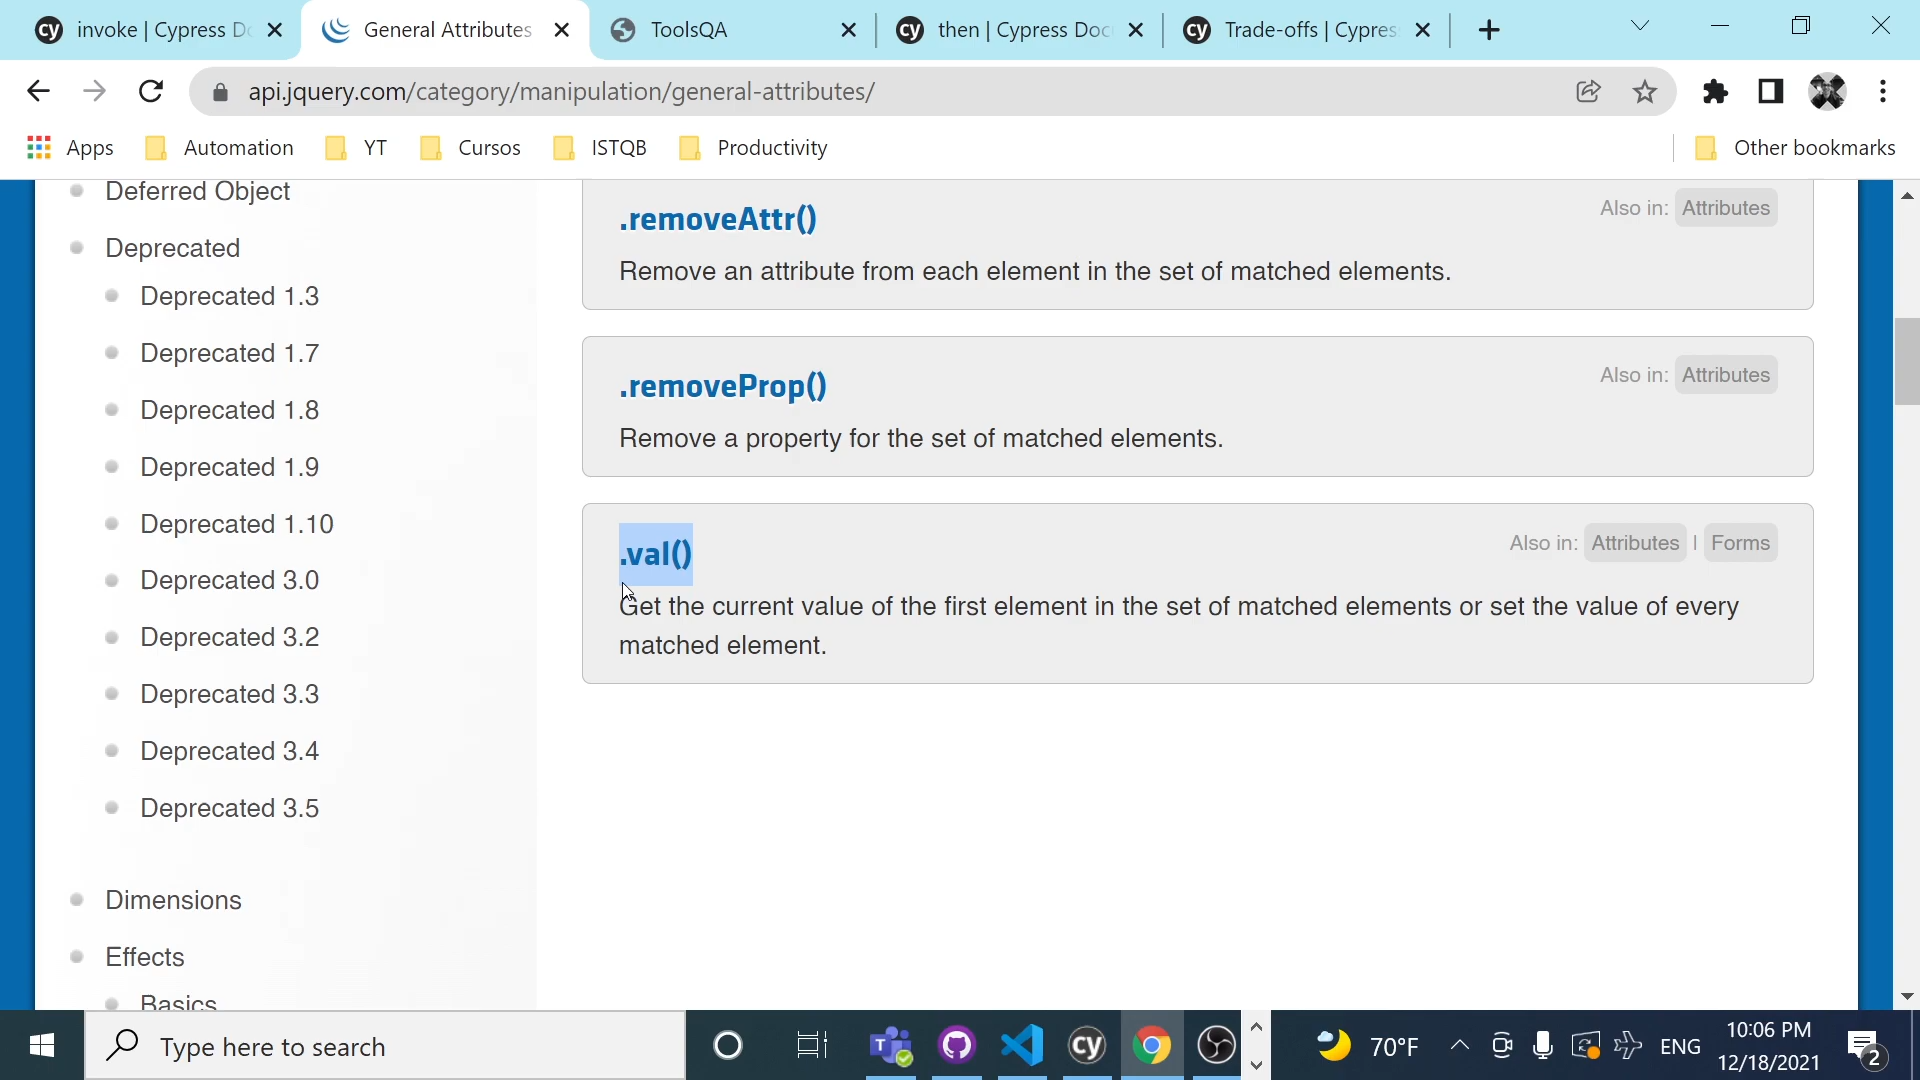 invoke | Cypress Do
General Attributes
ToolsQA
then | Cypress Doc
Trade-offs | Cypres
api.jquery.com/category/manipulation/general-attributes/
Apps
Automation
YT
Cursos
ISTQB
Productivity
Other bookmarks
Deferred Object
Deprecated
Deprecated 1.3
Deprecated 1.7
Deprecated 1.8
Deprecated 1.9
Deprecated 1.10
Deprecated 3.0
Deprecated 3.2
Deprecated 3.3
Deprecated 3.4
Deprecated 3.5
Dimensions
Effects
Basics
.removeAttr()
Also in: Attributes
Remove an attribute from each element in the set of matched elements.
.removeProp()
Also in: Attributes
Remove a property for the set of matched elements.
.val()
Also in: Attributes | Forms
Get the current value of the first element in the set of matched elements or set the value of every
matched element.
Type here to search
70°F
ENG
10:06 PM
12/18/2021
2